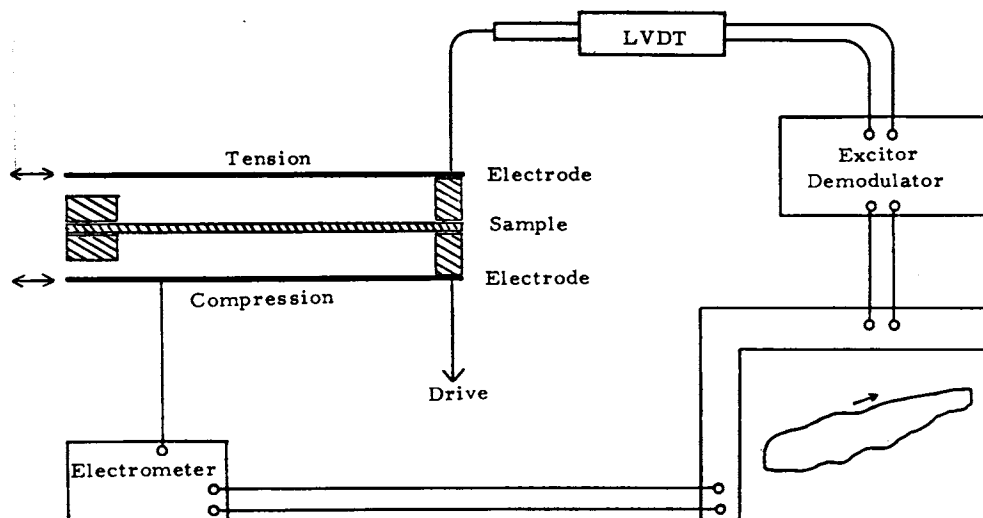 LVDT
Tension
Electrode
Excitor
Demodulator
Sample
Electrode
Compression
Drive
Electrometer